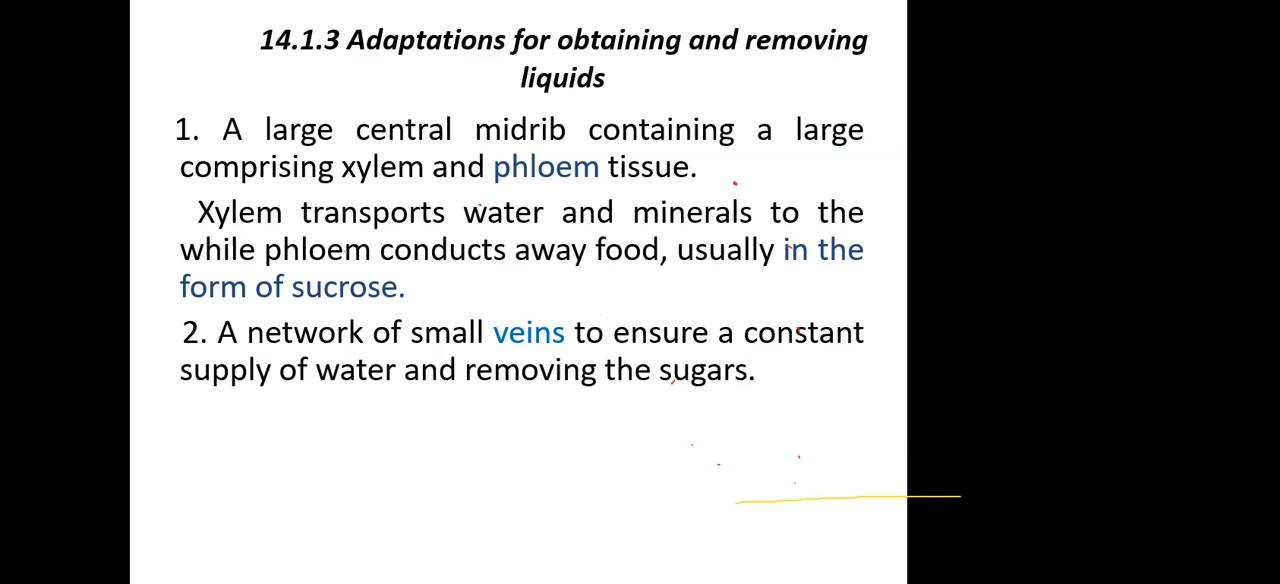 14.1.3 Adaptations for obtaining and removing
liquids
1. A large central midrib containing a large
comprising xylem and phloem tissue.
Xylem transports water and minerals to the
while phloem conducts away food, usually in the
form of sucrose.
2. A network of small veins to ensure a constant
supply of water and removing the sugars.